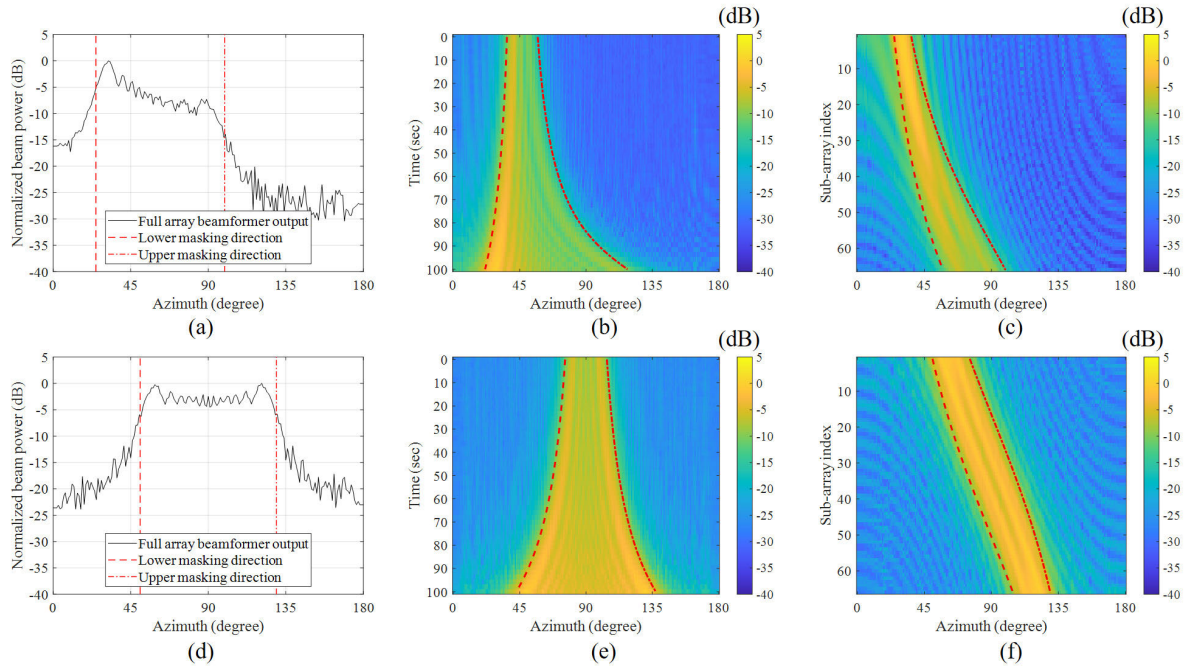 (dB)
(dB)
5
0
-5
-10
-15
-20
-25
-30
-35
-40
Normalized beam power (dB)
Full array beamformer output
Lower masking direction
Upper masking direction
0 45 90 135 180
Azimuth (degree)
(a)
0
10
20
30
40
50
60
70
80
90
100
Time (sec)
0 45 90 135 180
Azimuth (degree)
(b)
5
0
-5
-10
-15
-20
-25
-30
-35
-40
10
20
30
40
50
60
Sub-array index
0 45 90 135 180
Azimuth (degree)
(c)
5
0
-5
-10
-15
-20
-25
-30
-35
-40
(dB)
(dB)
5
0
-5
-10
-15
-20
-25
-30
-35
-40
Normalized beam power (dB)
Full array beamformer output
Lower masking direction
Upper masking direction
0 45 90 135 180
Azimuth (degree)
(d)
0
10
20
30
40
50
60
70
80
90
100
Time (sec)
0 45 90 135 180
Azimuth (degree)
(e)
5
0
-5
-10
-15
-20
-25
-30
-35
-40
10
20
30
40
50
60
Sub-array index
0 45 90 135 180
Azimuth (degree)
(f)
5
0
-5
-10
-15
-20
-25
-30
-35
-40